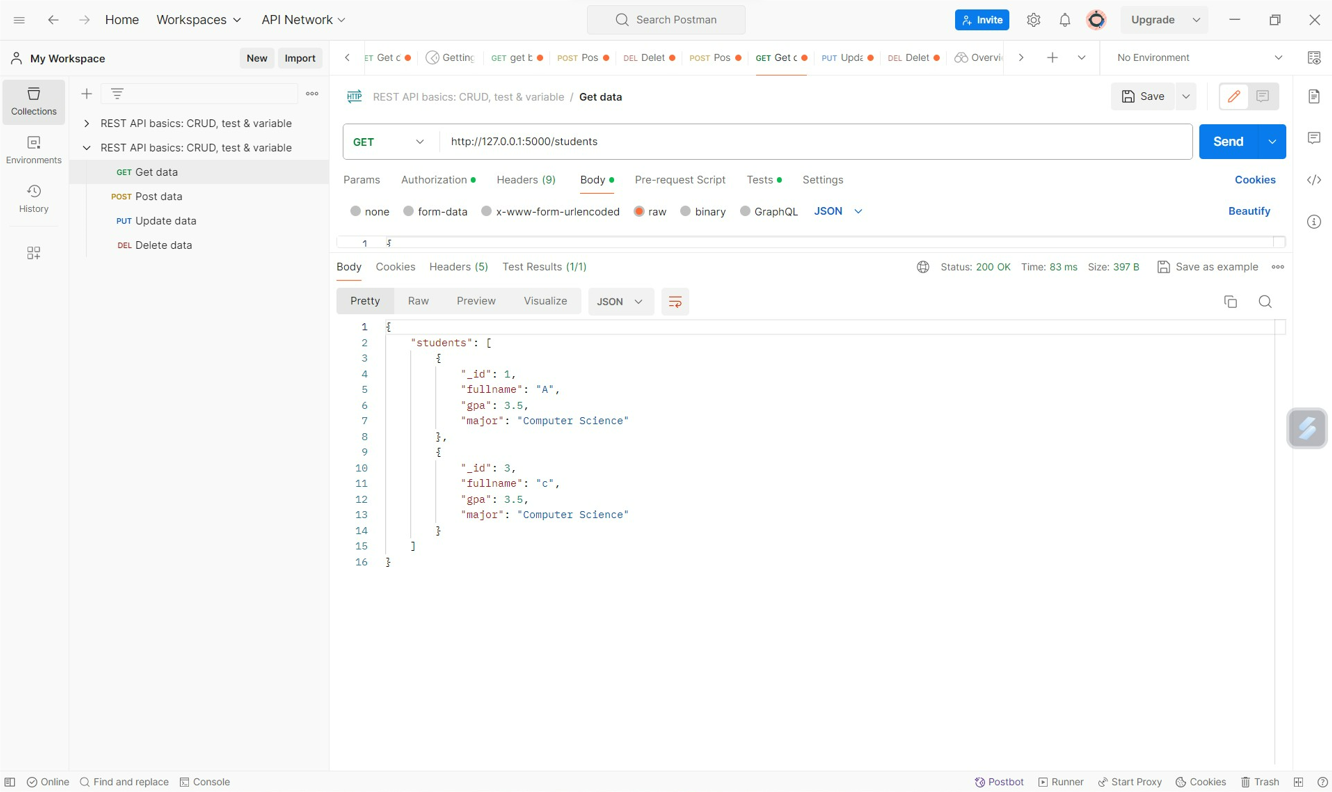 Home Workspaces API Network Search Postman Invite Upgrade
My Workspace New Import
GET Get c Getting GET get b POST Pos DEL Delet POST Pos GET Get c PUT Upda DEL Delet Overvi No Environment
Collections
Environments
History
REST API basics: CRUD, test & variable
REST API basics: CRUD, test & variable
GET Get data
POST Post data
PUT Update data
DEL Delete data
HTTP REST API basics: CRUD, test & variable / Get data Save
GET http://127.0.0.1:5000/students Send
Params Authorization Headers (9) Body Pre-request Script Tests Settings Cookies
none form-data x-www-form-urlencoded raw binary GraphQL JSON Beautify
1 {
Body Cookies Headers (5) Test Results (1/1) Status: 200 OK Time: 83 ms Size: 397 B Save as example
Pretty Raw Preview Visualize JSON
1 {
2 "students": [
3 {
4 "_id": 1,
5 "fullname": "A",
6 "gpa": 3.5,
7 "major": "Computer Science"
8 },
9 {
10 "_id": 3,
11 "fullname": "c",
12 "gpa": 3.5,
13 "major": "Computer Science"
14 }
15 ]
16 }
Online Find and replace Console Postbot Runner Start Proxy Cookies Trash